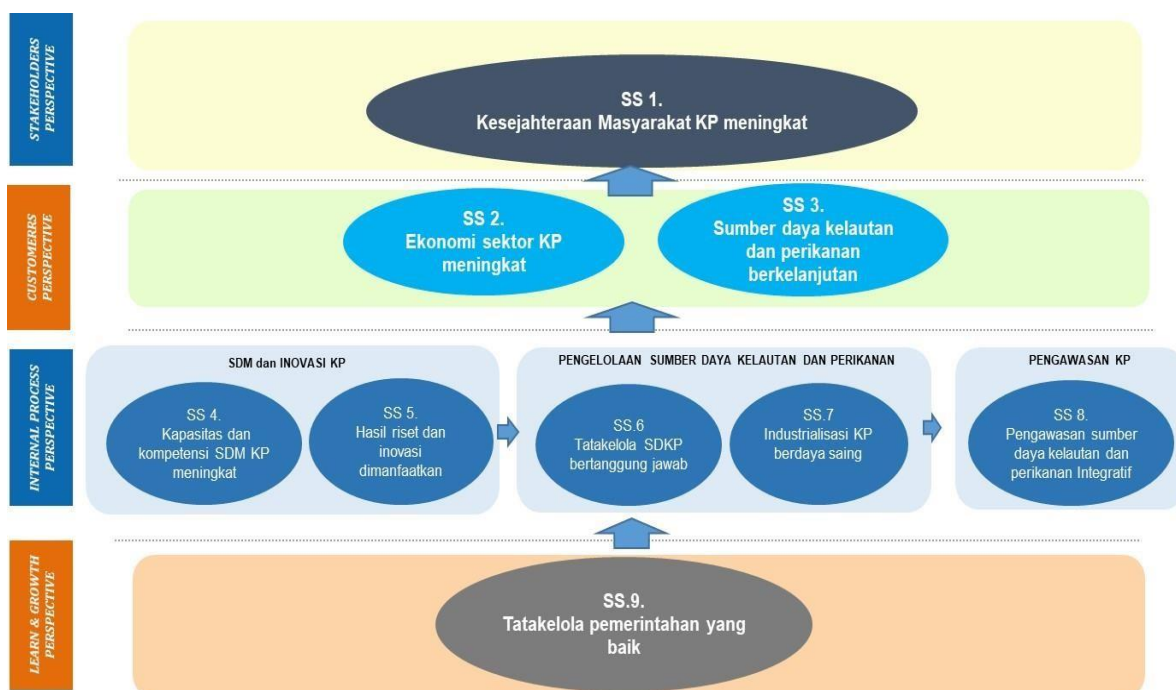 STAKEHOLDERS
PERSPECTIVE
SS 1.
Kesejahteraan Masyarakat KP meningkat
CUSTOMERRS
PERSPECTIVE
SS 2.
Ekonomi sektor KP
meningkat
SS 3.
Sumber daya kelautan
dan perikanan
berkelanjutan
INTERNAL PROCESS
PERSPECTIVE
SDM dan INOVASI KP
SS 4.
Kapasitas dan
kompetensi SDM KP
meningkat
SS 5.
Hasil riset dan
inovasi
dimanfaatkan
PENGELOLAAN SUMBER DAYA KELAUTAN DAN PERIKANAN
SS.6
Tatakelola SDKP
bertanggung jawab
SS.7
Industrialisasi KP
berdaya saing
PENGAWASAN KP
SS 8.
Pengawasan sumber
daya kelautan dan
perikanan Integratif
LEARN & GROWTH
PERSPECTIVE
SS.9.
Tatakelola pemerintahan yang
baik